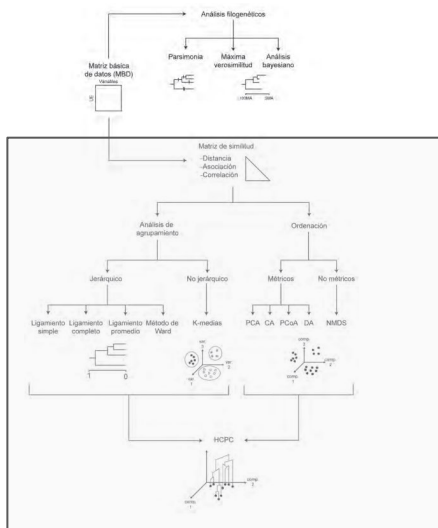 Análisis filogenéticos
Parsimonia
Máxima
verosimilitud
Análisis
bayesiano
Matriz básica
de datos (MBD)
Variables
UE
Matriz de similitud
-Distancia
-Asociación
-Correlación
Análisis de
agrupamiento
Ordenación
Jerárquico
No jerárquico
Métricos
No métricos
Ligamiento
simple
Ligamiento
completo
Ligamiento
promedio
Método de
Ward
K-medias
PCA
CA
PCoA
DA
NMDS
1
0
HCPC